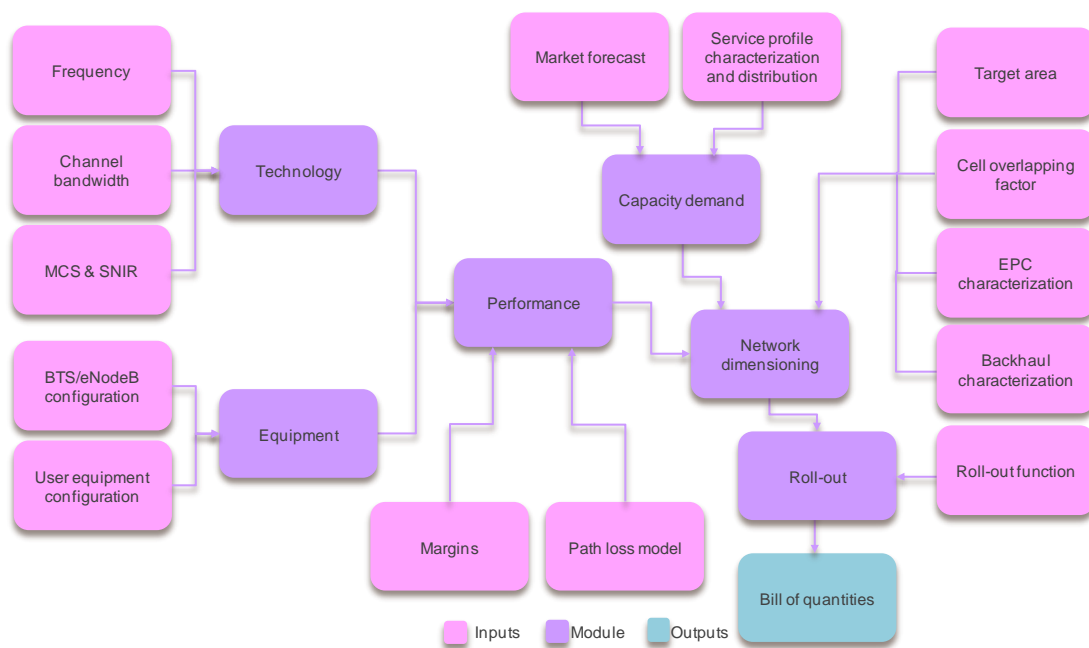 Frequency
Channel
bandwidth
MCS & SNIR
BTS/eNodeB
configuration
User equipment
configuration
Technology
Equipment
Performance
Margins
Path loss model
Market forecast
Service profile
characterization
and distribution
Capacity demand
Network
dimensioning
Roll-out
Bill of quantities
Target area
Cell overlapping
factor
EPC
characterization
Backhaul
characterization
Roll-out function
Inputs
Module
Outputs